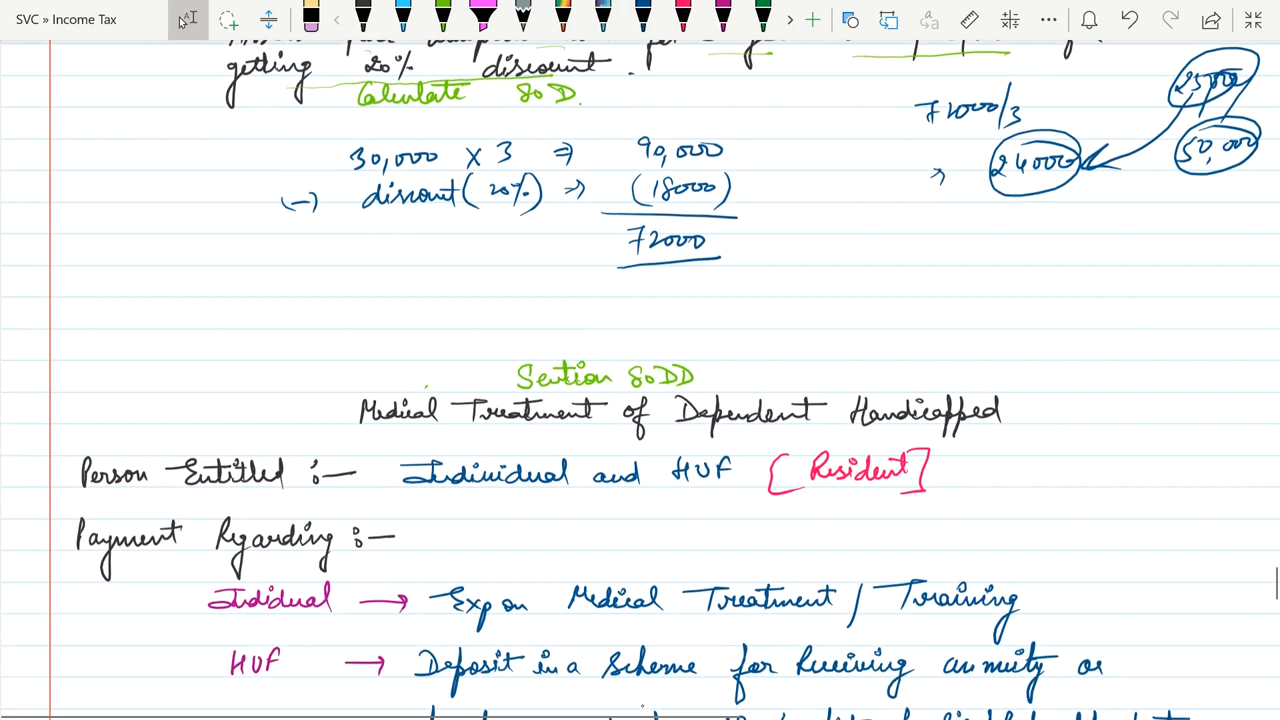 SVC » Income Tax
getting 20% discount.
Calculate 80D.
25000
72000/3
50,000
30,000 x 3 ⇒ 90,000
⇒ 24000
(-) discount (20%) ⇒ (18000)
72000
Section 80DD
Medical Treatment of Dependent Handicapped
Person Entitled :- Individual and HUF [Resident]
Payment Regarding :-
Individual → Exp on Medical Treatment / Training
HUF → Deposit in a Scheme for Receiving annuity or